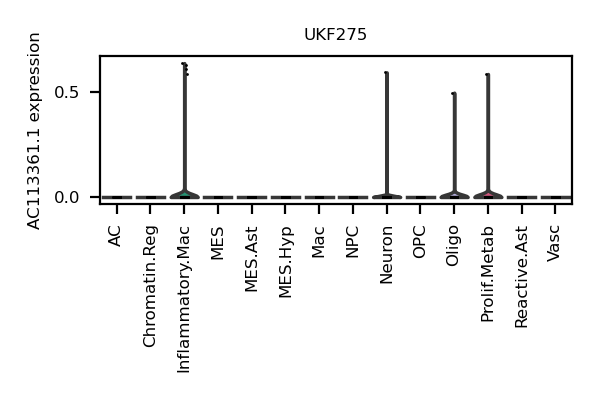 UKF275
AC113361.1 expression
0.5
0.0
AC
Chromatin.Reg
Inflammatory.Mac
MES
MES.Ast
MES.Hyp
Mac
NPC
Neuron
OPC
Oligo
Prolif.Metab
Reactive.Ast
Vasc